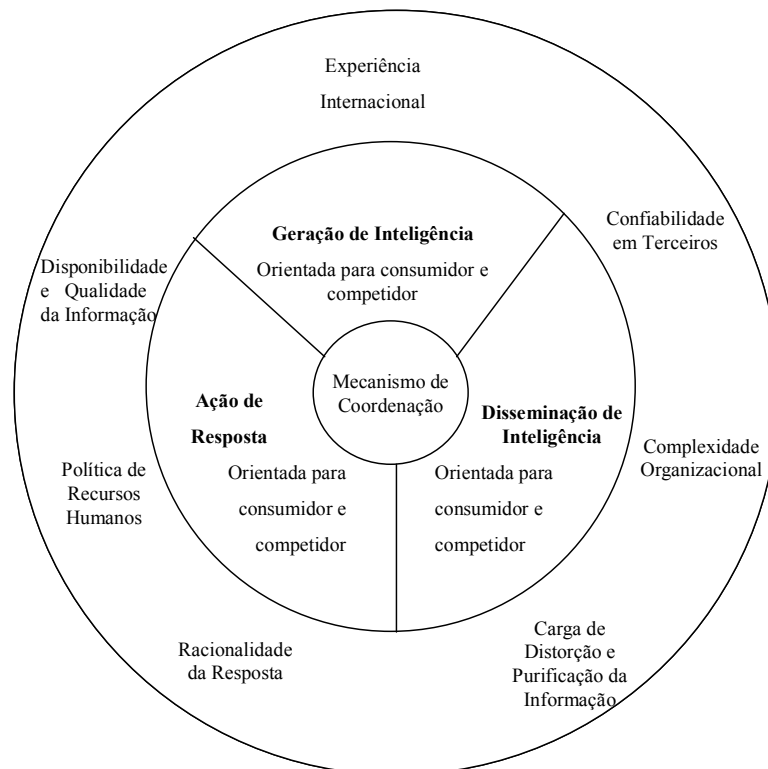 Experiência
Internacional
Confiabilidade
em Terceiros
Geração de Inteligência
Orientada para consumidor e
competidor
Disponibilidade
e Qualidade
da Informação
Mecanismo de
Coordenação
Ação de
Resposta
Orientada para
consumidor e
competidor
Disseminação de
Inteligência
Orientada para
consumidor e
competidor
Complexidade
Organizacional
Política de
Recursos
Humanos
Racionalidade
da Resposta
Carga de
Distorção e
Purificação da
Informação